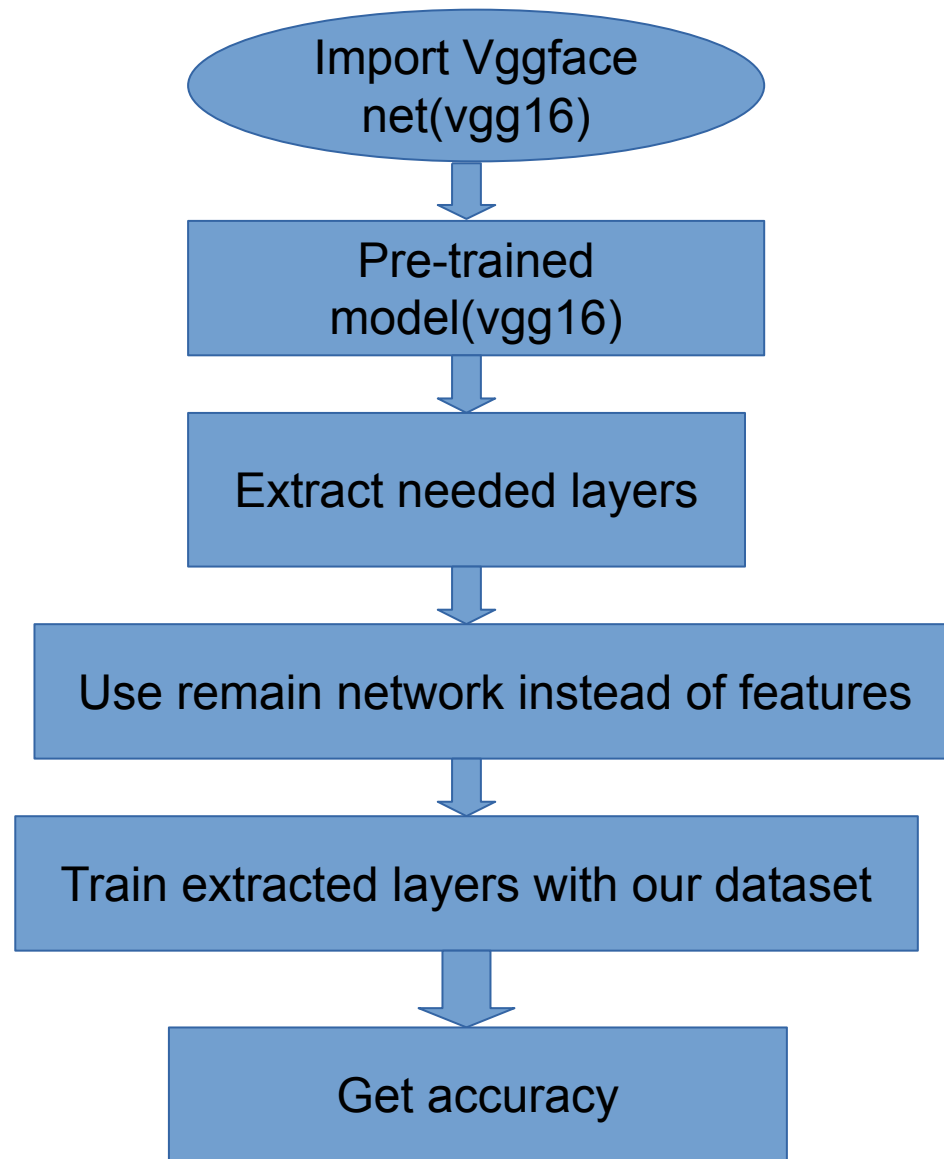 Import Vggface
net(vgg16)
Pre-trained
model(vgg16)
Extract needed layers
Use remain network instead of features
Train extracted layers with our dataset
Get accuracy